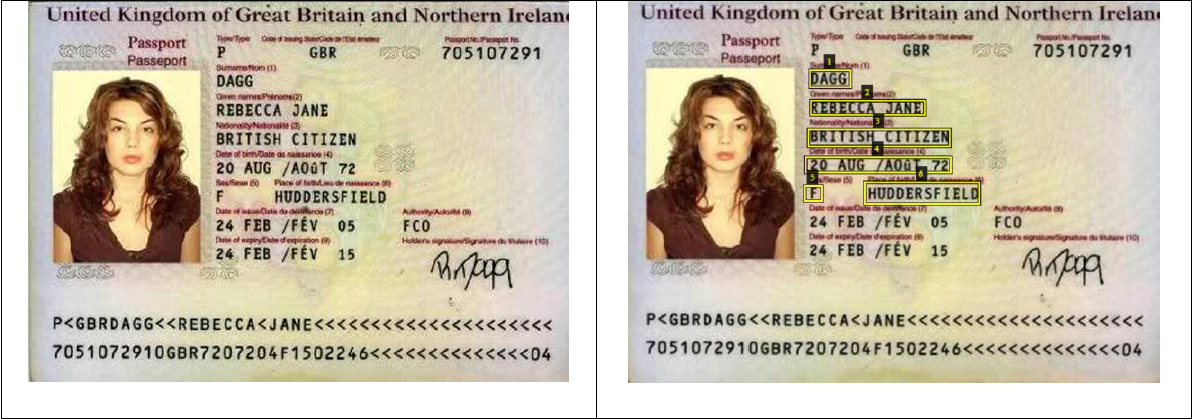 United Kingdom of Great Britain and Northern Irelan
Passport
Passeport
Type/Type Code of issuing State/Code de l'Etat émetteur Passport No./Passeport No.
P GBR 705107291
Surname/Nom (1)
DAGG
Given names/Prénoms(2)
REBECCA JANE
Nationality/Nationalité (3)
BRITISH CITIZEN
Date of birth/Date de naissance (4)
20 AUG /AOÛT 72
Sex/Sexe (5) Place of birth/Lieu de naissance (6)
F HUDDERSFIELD
Date of issue/Date de délivrance (7) Authority/Autorité (8)
24 FEB /FÉV 05 FCO
Date of expiry/Date d'expiration (9) Holder's signature/Signature du titulaire (10)
24 FEB /FÉV 15
P<GBRDAGG<<REBECCA<JANE<<<<<<<<<<<<<<<<<<<<<
7051072910GBR7207204F1502246<<<<<<<<<<<<<<04
United Kingdom of Great Britain and Northern Irelan
Passport
Passeport
Type/Type Code of issuing State/Code de l'Etat émetteur Passport No./Passeport No.
P GBR 705107291
1
Surname/Nom (1)
DAGG
2
Given names/Prénoms(2)
REBECCA JANE
3
Nationality/Nationalité (3)
BRITISH CITIZEN
4
Date of birth/Date de naissance (4)
20 AUG /AOÛT 72
5 6
Sex/Sexe (5) Place of birth/Lieu de naissance (6)
F HUDDERSFIELD
Date of issue/Date de délivrance (7) Authority/Autorité (8)
24 FEB /FÉV 05 FCO
Date of expiry/Date d'expiration (9) Holder's signature/Signature du titulaire (10)
24 FEB /FÉV 15
P<GBRDAGG<<REBECCA<JANE<<<<<<<<<<<<<<<<<<<<<
7051072910GBR7207204F1502246<<<<<<<<<<<<<<04